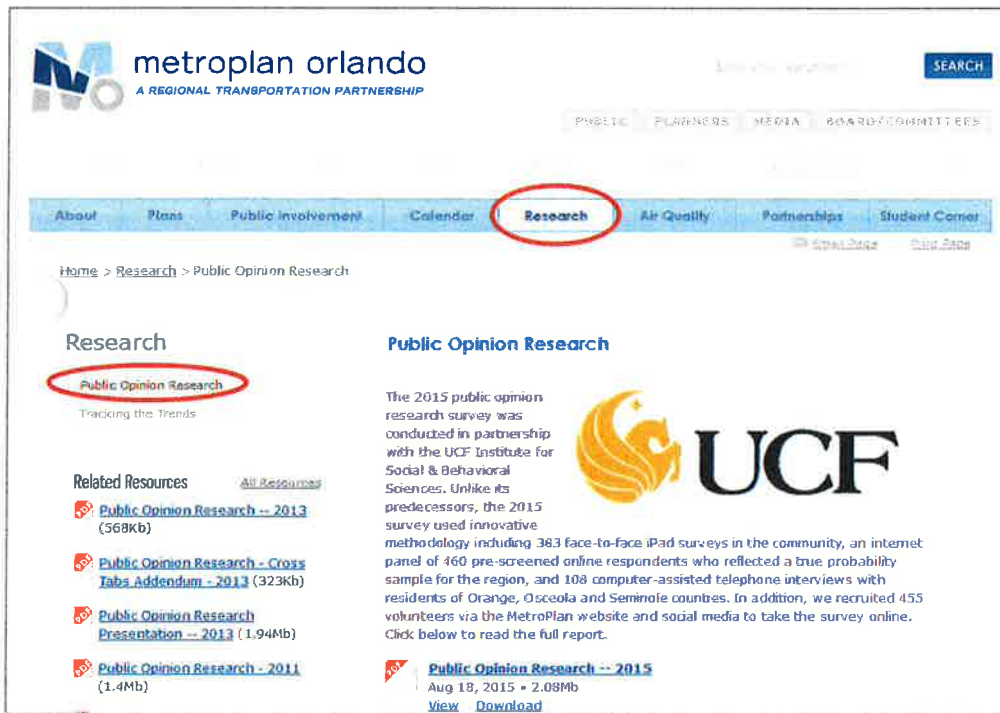 metroplan orlando
A REGIONAL TRANSPORTATION PARTNERSHIP
SEARCH
PUBLIC PLANNERS MEDIA BOARD/COMMITTEES
About Plans Public Involvement Calendar Research Air Quality Partnerships Student Corner
Email Page Print Page
Home > Research > Public Opinion Research
Research
Public Opinion Research
Tracking the Trends
Related Resources All Resources
Public Opinion Research -- 2013
(568Kb)
Public Opinion Research - Cross
Tabs Addendum - 2013 (323Kb)
Public Opinion Research
Presentation -- 2013 (1.94Mb)
Public Opinion Research - 2011
(1.4Mb)
Public Opinion Research
The 2015 public opinion
research survey was
conducted in partnership
with the UCF Institute for
Social & Behavioral
Sciences. Unlike its
predecessors, the 2015
survey used innovative
methodology including 383 face-to-face iPad surveys in the community, an internet
panel of 460 pre-screened online respondents who reflected a true probability
sample for the region, and 108 computer-assisted telephone interviews with
residents of Orange, Osceola and Seminole counties. In addition, we recruited 455
volunteers via the MetroPlan website and social media to take the survey online.
Click below to read the full report.
UCF
Public Opinion Research -- 2015
Aug 18, 2015 • 2.08Mb
View Download